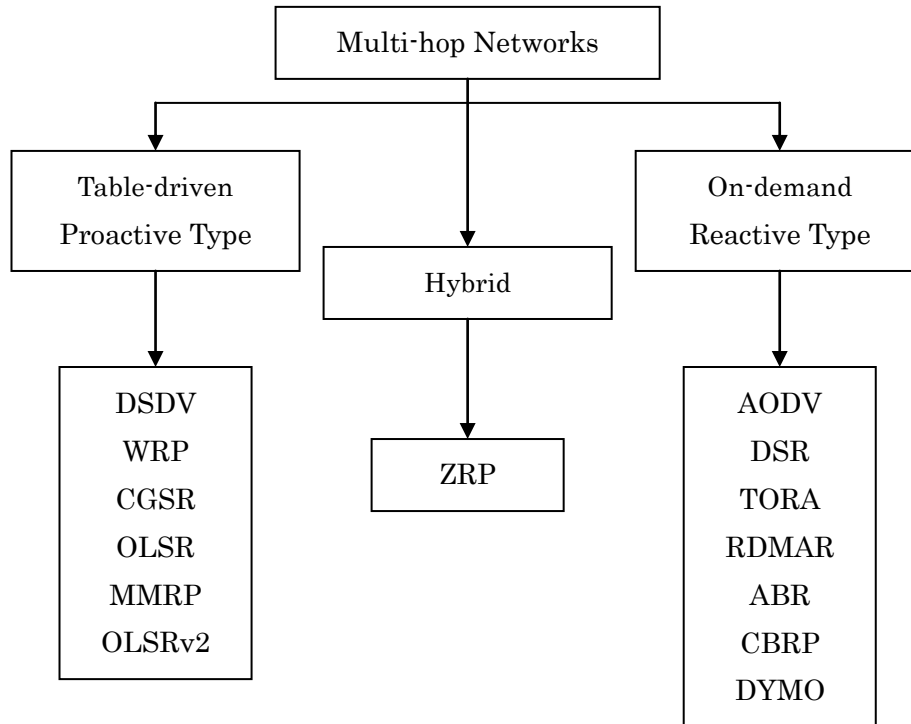 Multi-hop Networks
Table-driven
Proactive Type
Hybrid
On-demand
Reactive Type
DSDV
WRP
CGSR
OLSR
MMRP
OLSRv2
ZRP
AODV
DSR
TORA
RDMAR
ABR
CBRP
DYMO